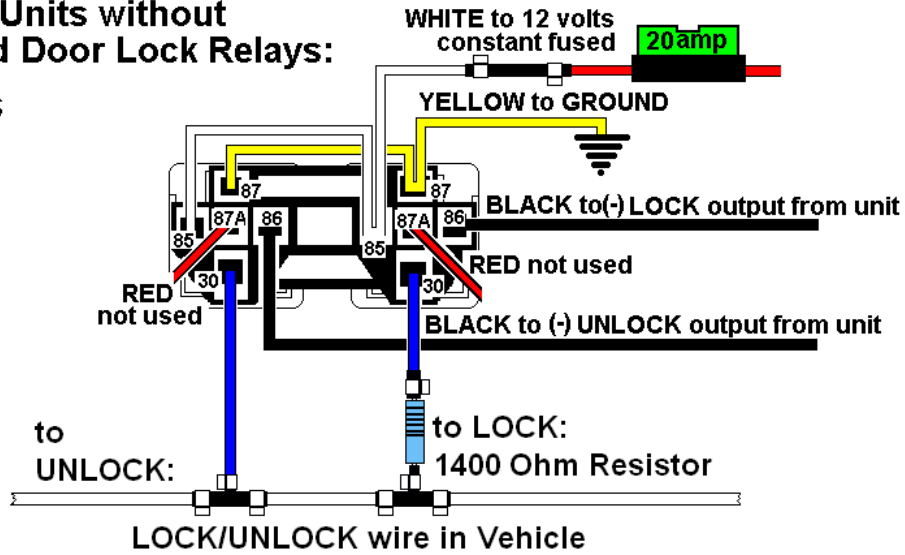 Units without
Door Lock Relays:
WHITE to 12 volts
constant fused
20amp
YELLOW to GROUND
87
87
87A
86
87A
86
BLACK to(-) LOCK output from unit
85
85
30
RED
not used
30
RED not used
BLACK to (-) UNLOCK output from unit
to
UNLOCK:
to LOCK:
1400 Ohm Resistor
LOCK/UNLOCK wire in Vehicle